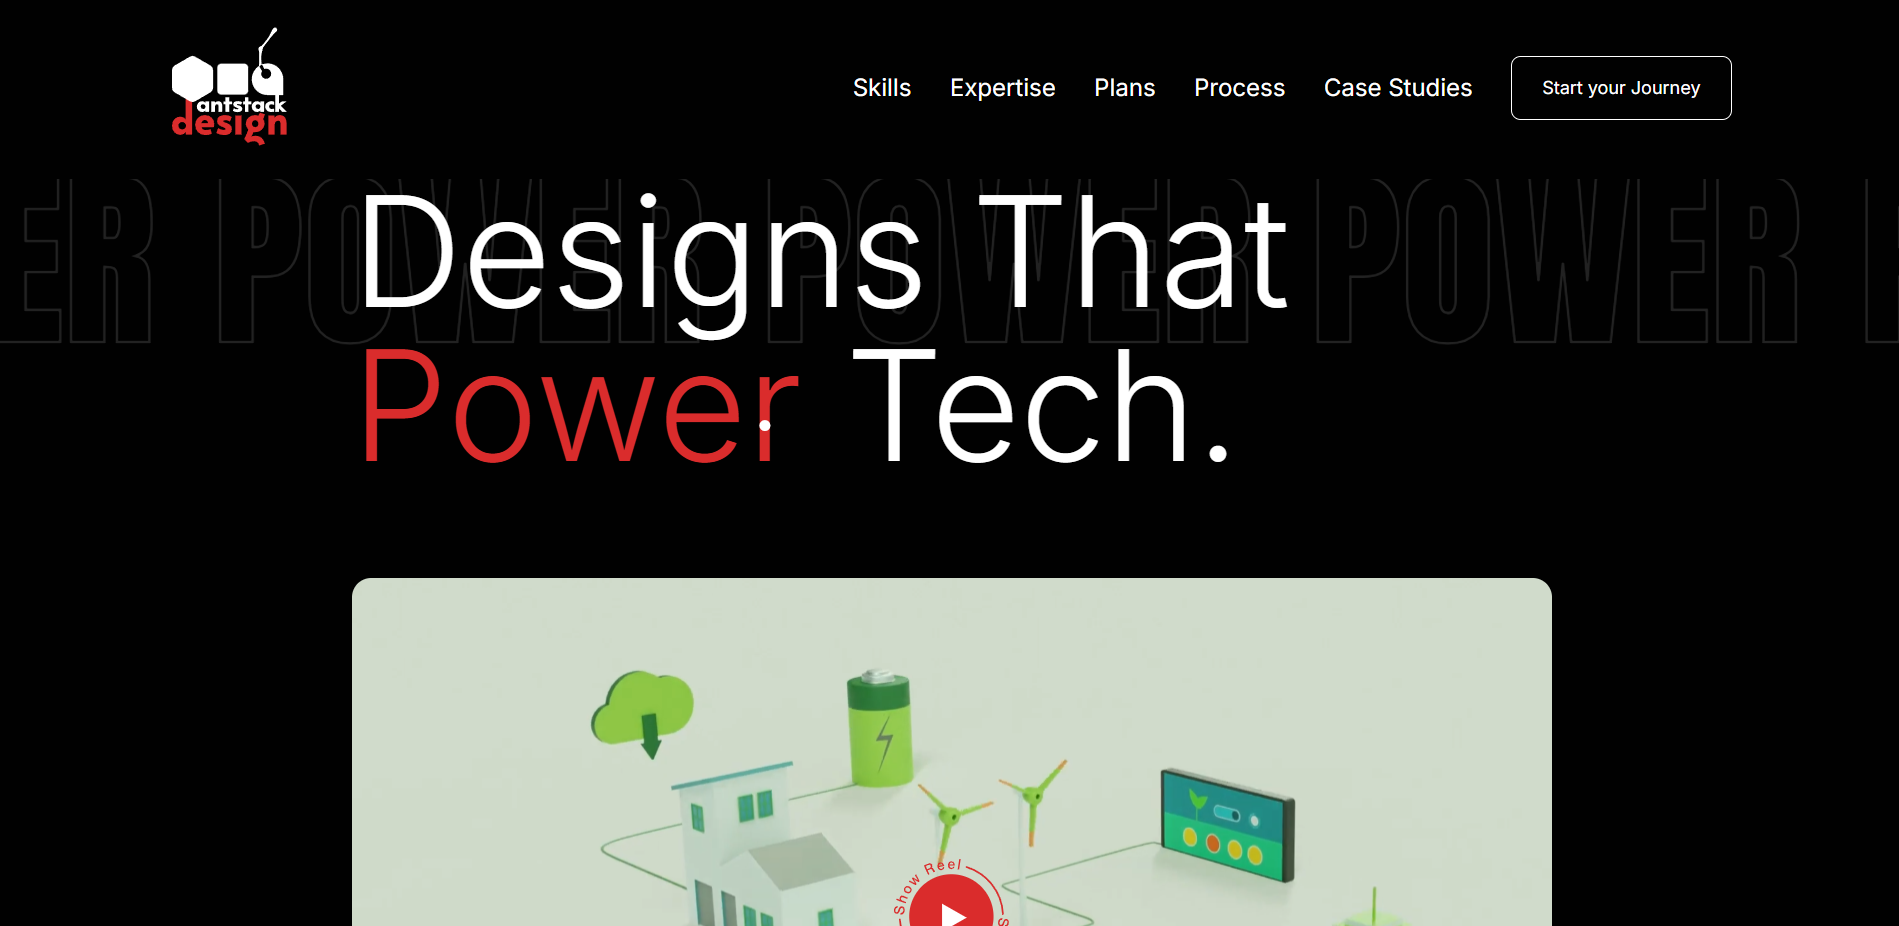 antstack
design
Skills Expertise Plans Process Case Studies Start your Journey
ER POWER POWER POWER
Designs That
Power Tech.
Show Reel
S